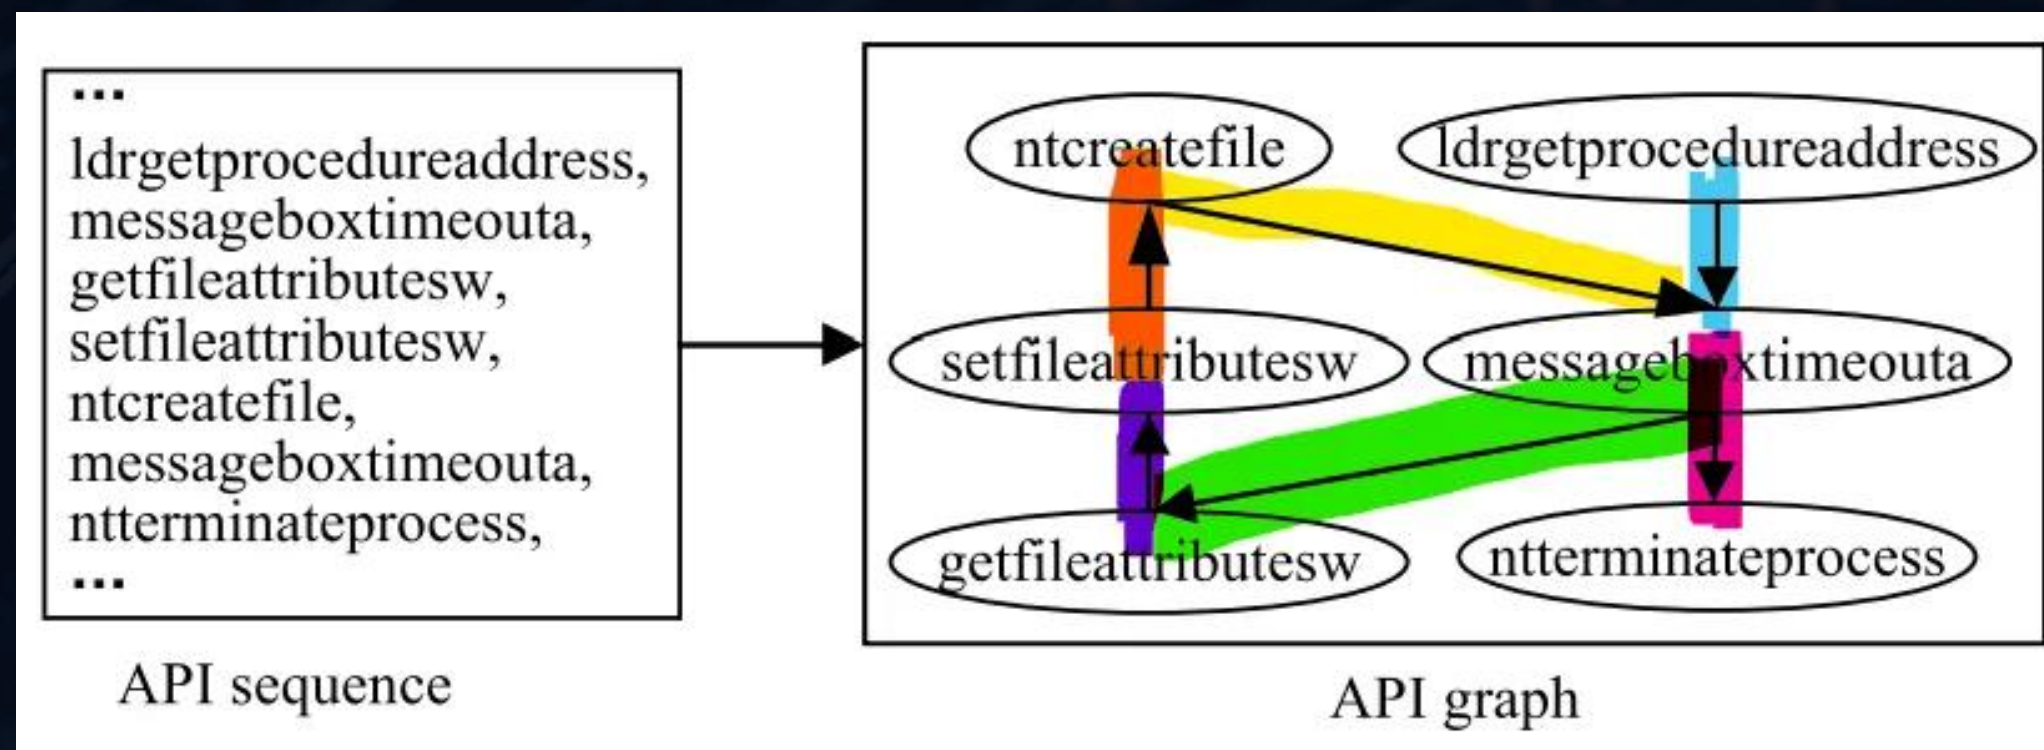 ...
ldrgetprocedureaddress,
messageboxtimeouta,
getfileattributesw,
setfileattributesw,
ntcreatefile,
messageboxtimeouta,
ntterminateprocess,
...
API sequence
ntcreatefile
ldrgetprocedureaddress
setfileattributesw
messageboxtimeouta
getfileattributesw
ntterminateprocess
API graph